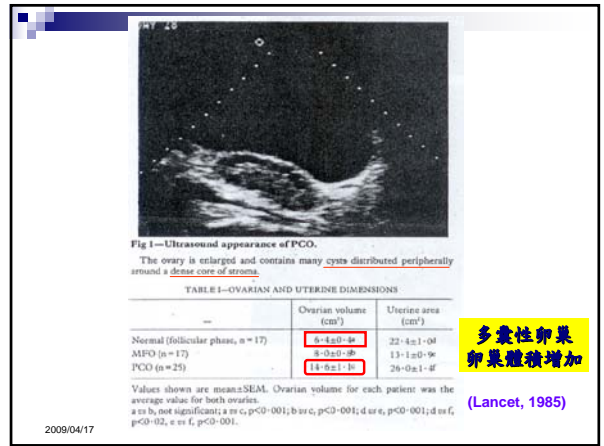 Fig 1—Ultrasound appearance of PCO.
The ovary is enlarged and contains many cysts distributed peripherally
around a dense core of stroma.
TABLE I—OVARIAN AND UTERINE DIMENSIONS
— Ovarian volume (cm³) Uterine area (cm²)
Normal (follicular phase, n=17) 6·4±0·4a 22·4±1·0d
MFO (n=17) 8·0±0·8b 13·1±0·9e
PCO (n=25) 14·6±1·1c 26·0±1·4f
Values shown are mean±SEM. Ovarian volume for each patient was the
average value for both ovaries.
a vs b, not significant; a vs c, p<0·001; b vs c, p<0·001; d vs e, p<0·001; d vs f,
p<0·02, e vs f, p<0·001.
多囊性卵巢
卵巢體積增加
(Lancet, 1985)
2009/04/17